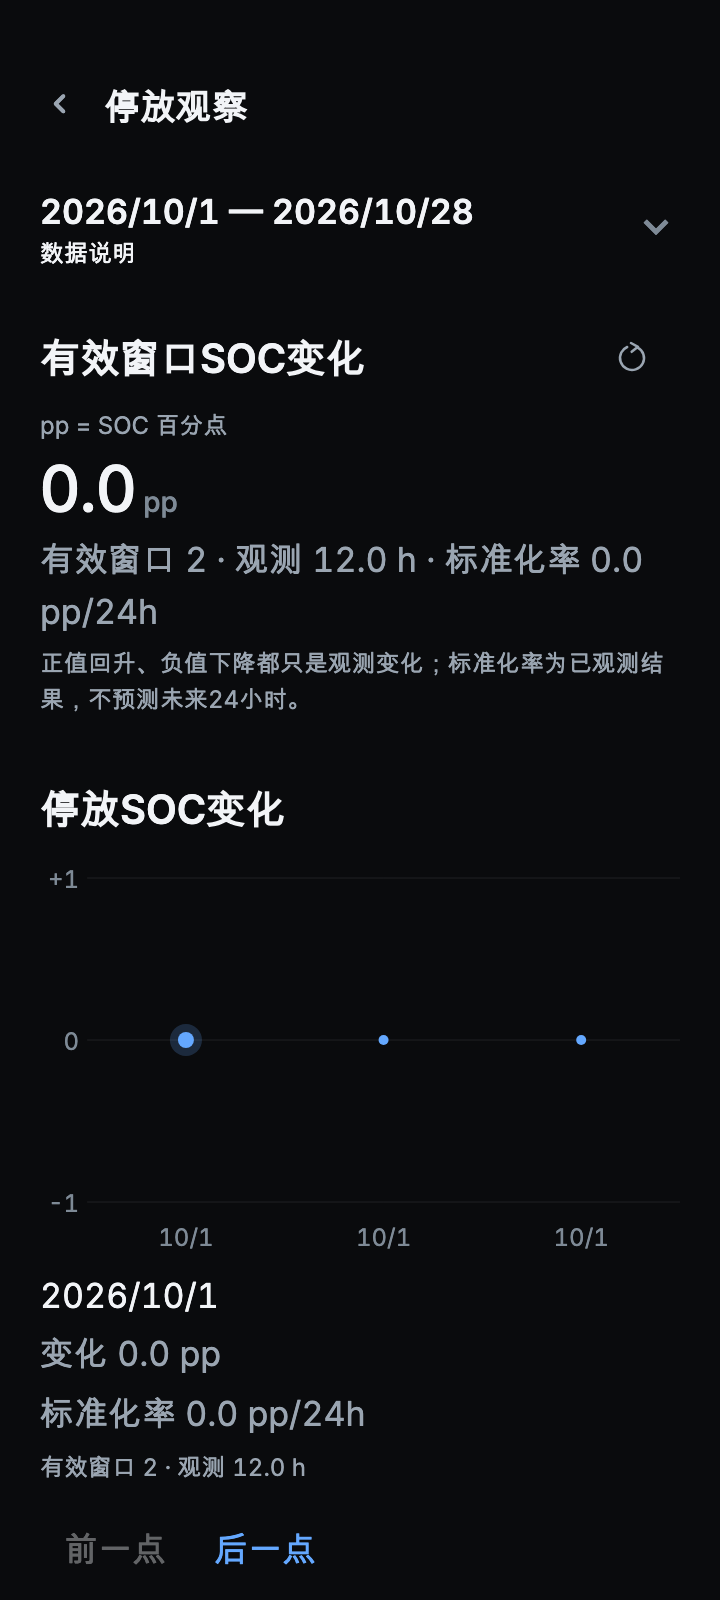 停放观察
2026/10/1 — 2026/10/28
数据说明
有效窗口SOC变化
pp = SOC 百分点
0.0 pp
有效窗口 2 · 观测 12.0 h · 标准化率 0.0
pp/24h
正值回升、负值下降都只是观测变化；标准化率为已观测结
果，不预测未来24小时。
停放SOC变化
+1
0
-1
10/1 10/1 10/1
2026/10/1
变化 0.0 pp
标准化率 0.0 pp/24h
有效窗口 2 · 观测 12.0 h
前一点 后一点